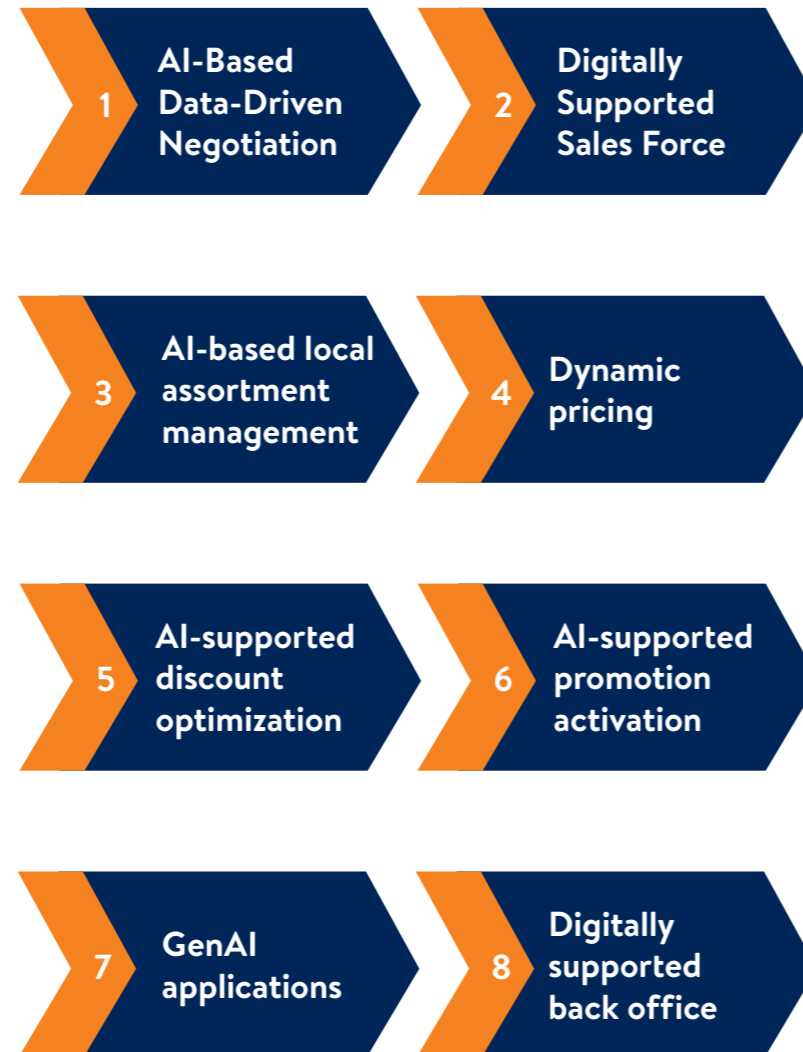 1
AI-Based
Data-Driven
Negotiation
2
Digitally
Supported
Sales Force
3
AI-based local
assortment
management
4
Dynamic
pricing
5
AI-supported
discount
optimization
6
AI-supported
promotion
activation
7
GenAI
applications
8
Digitally
supported
back office